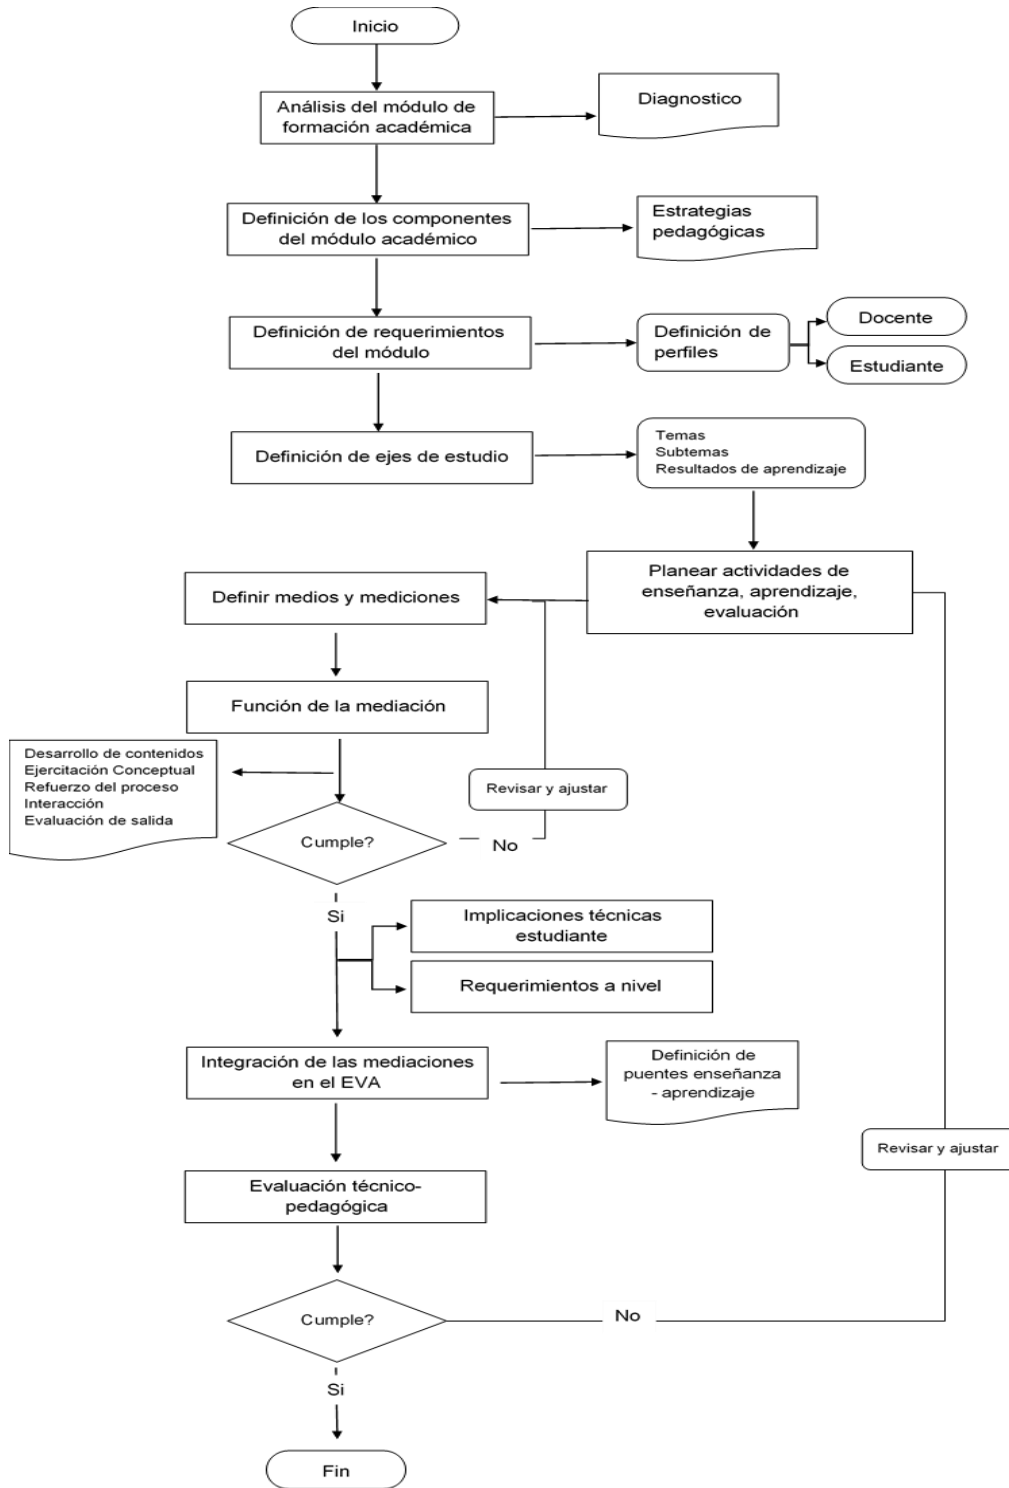 Inicio
Análisis del módulo de
formación académica
Diagnostico
Definición de los componentes
del módulo académico
Estrategias
pedagógicas
Definición de requerimientos
del módulo
Definición de
perfiles
Docente
Estudiante
Definición de ejes de estudio
Temas
Subtemas
Resultados de aprendizaje
Planear actividades de
enseñanza, aprendizaje,
evaluación
Definir medios y mediciones
Función de la mediación
Desarrollo de contenidos
Ejercitación Conceptual
Refuerzo del proceso
Interacción
Evaluación de salida
Revisar y ajustar
Cumple?
No
Si
Implicaciones técnicas
estudiante
Requerimientos a nivel
Integración de las mediaciones
en el EVA
Definición de
puentes enseñanza
- aprendizaje
Revisar y ajustar
Evaluación técnico-
pedagógica
Cumple?
No
Si
Fin